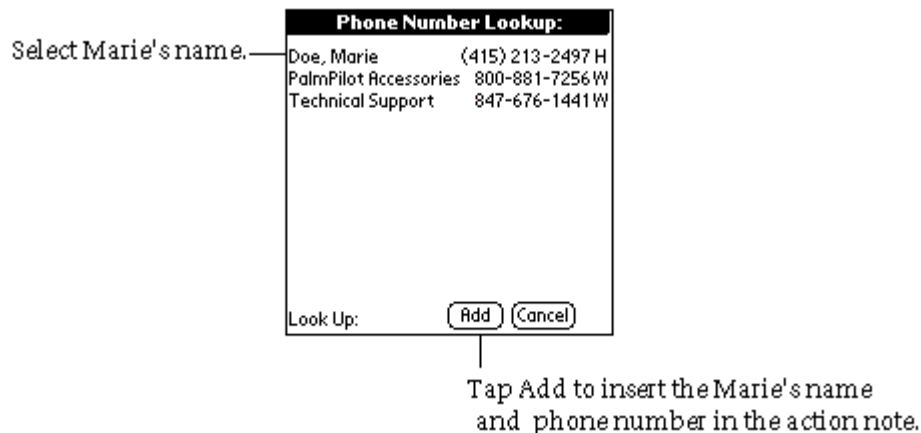 Phone Number Lookup:
Select Marie's name.
Doe, Marie (415) 213-2497 H
PalmPilot Accessories 800-881-7256 W
Technical Support 847-676-1441 W
Look Up: Add Cancel
Tap Add to insert the Marie's name
and phone number in the action note.